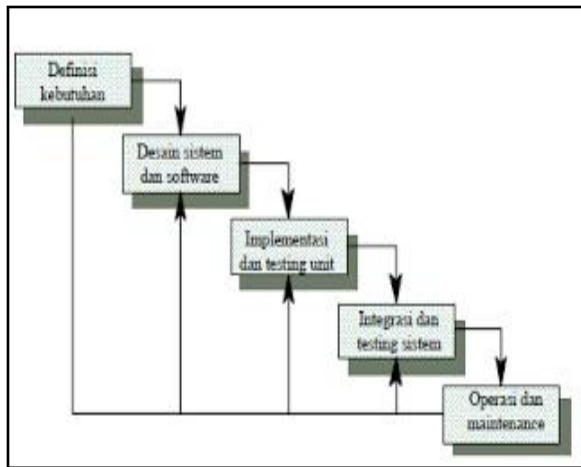 Definisi
kebutuhan
Desain sistem
dan software
Implementasi
dan testing unit
Integrasi dan
testing sistem
Operasi dan
maintenance